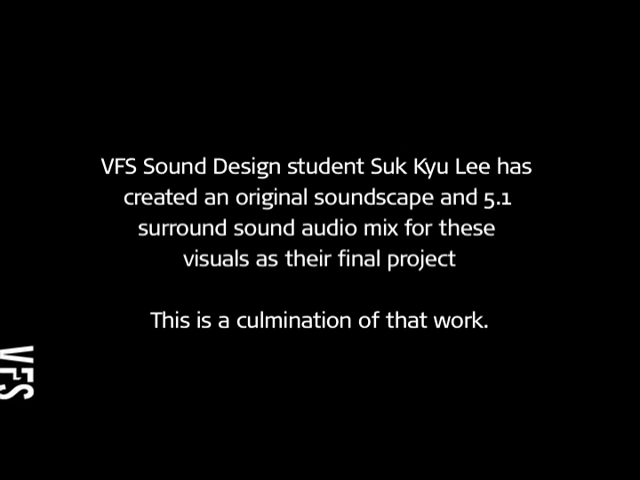 VFS Sound Design student Suk Kyu Lee has
created an original soundscape and 5.1
surround sound audio mix for these
visuals as their final project
This is a culmination of that work.
VFS